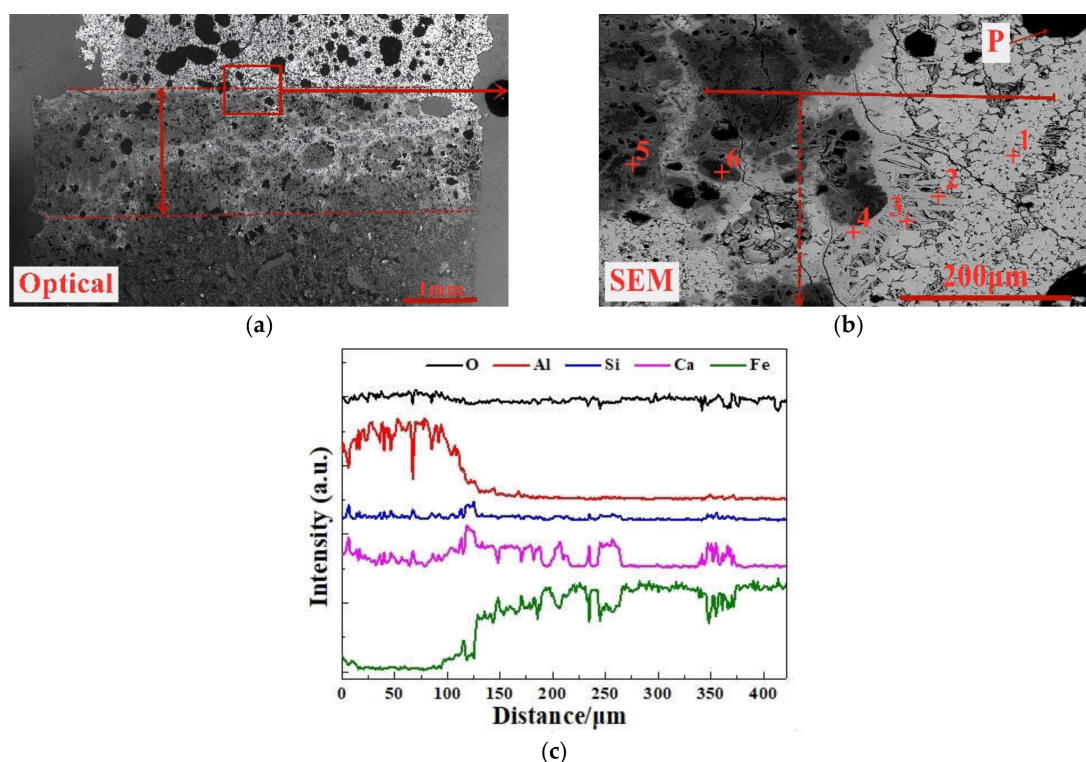 Optical
1mm
(a)
P
1
2
3
4
5
6
SEM
200μm
(b)
O Al Si Ca Fe
Intensity (a.u.)
0 50 100 150 200 250 300 350 400
Distance/μm
(c)